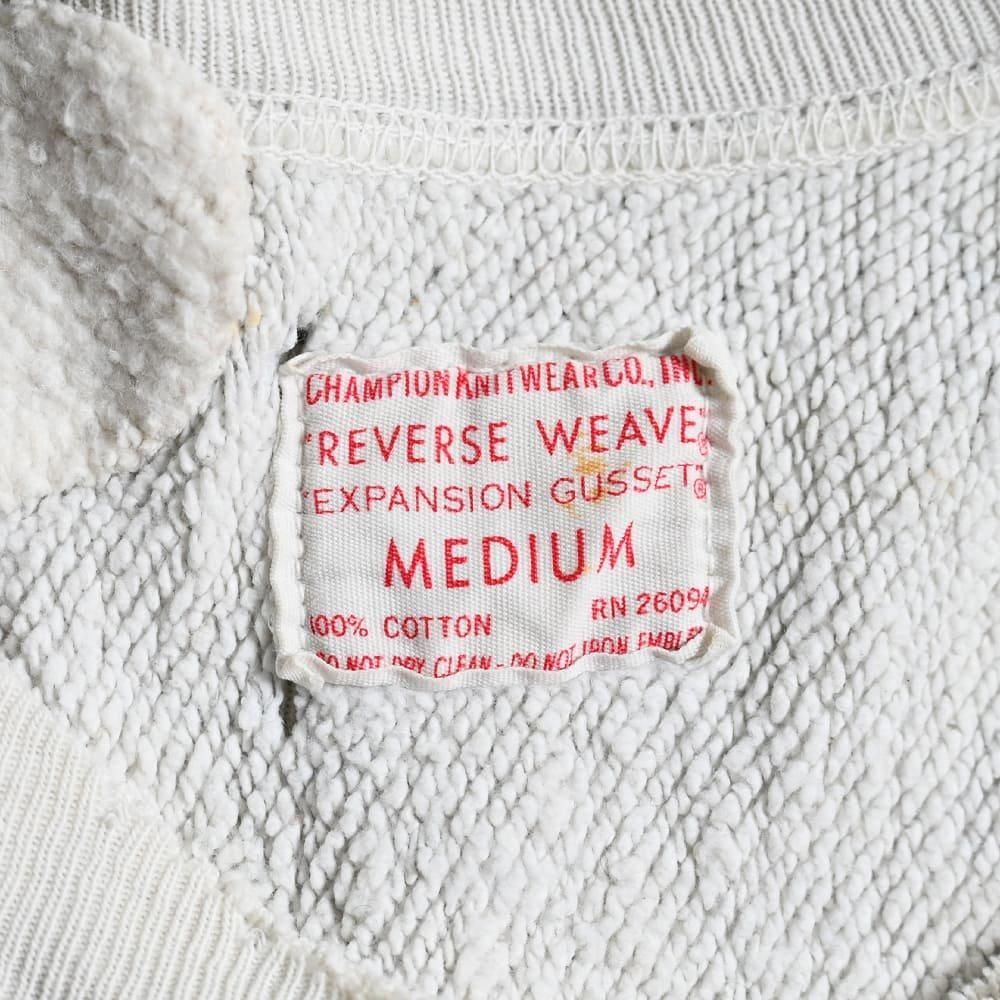 CHAMPION KNITWEAR CO., INC.
"REVERSE WEAVE"®
"EXPANSION GUSSET"®
MEDIUM
100% COTTON RN 26094
DO NOT DRY CLEAN - DO NOT IRON EMBLEM